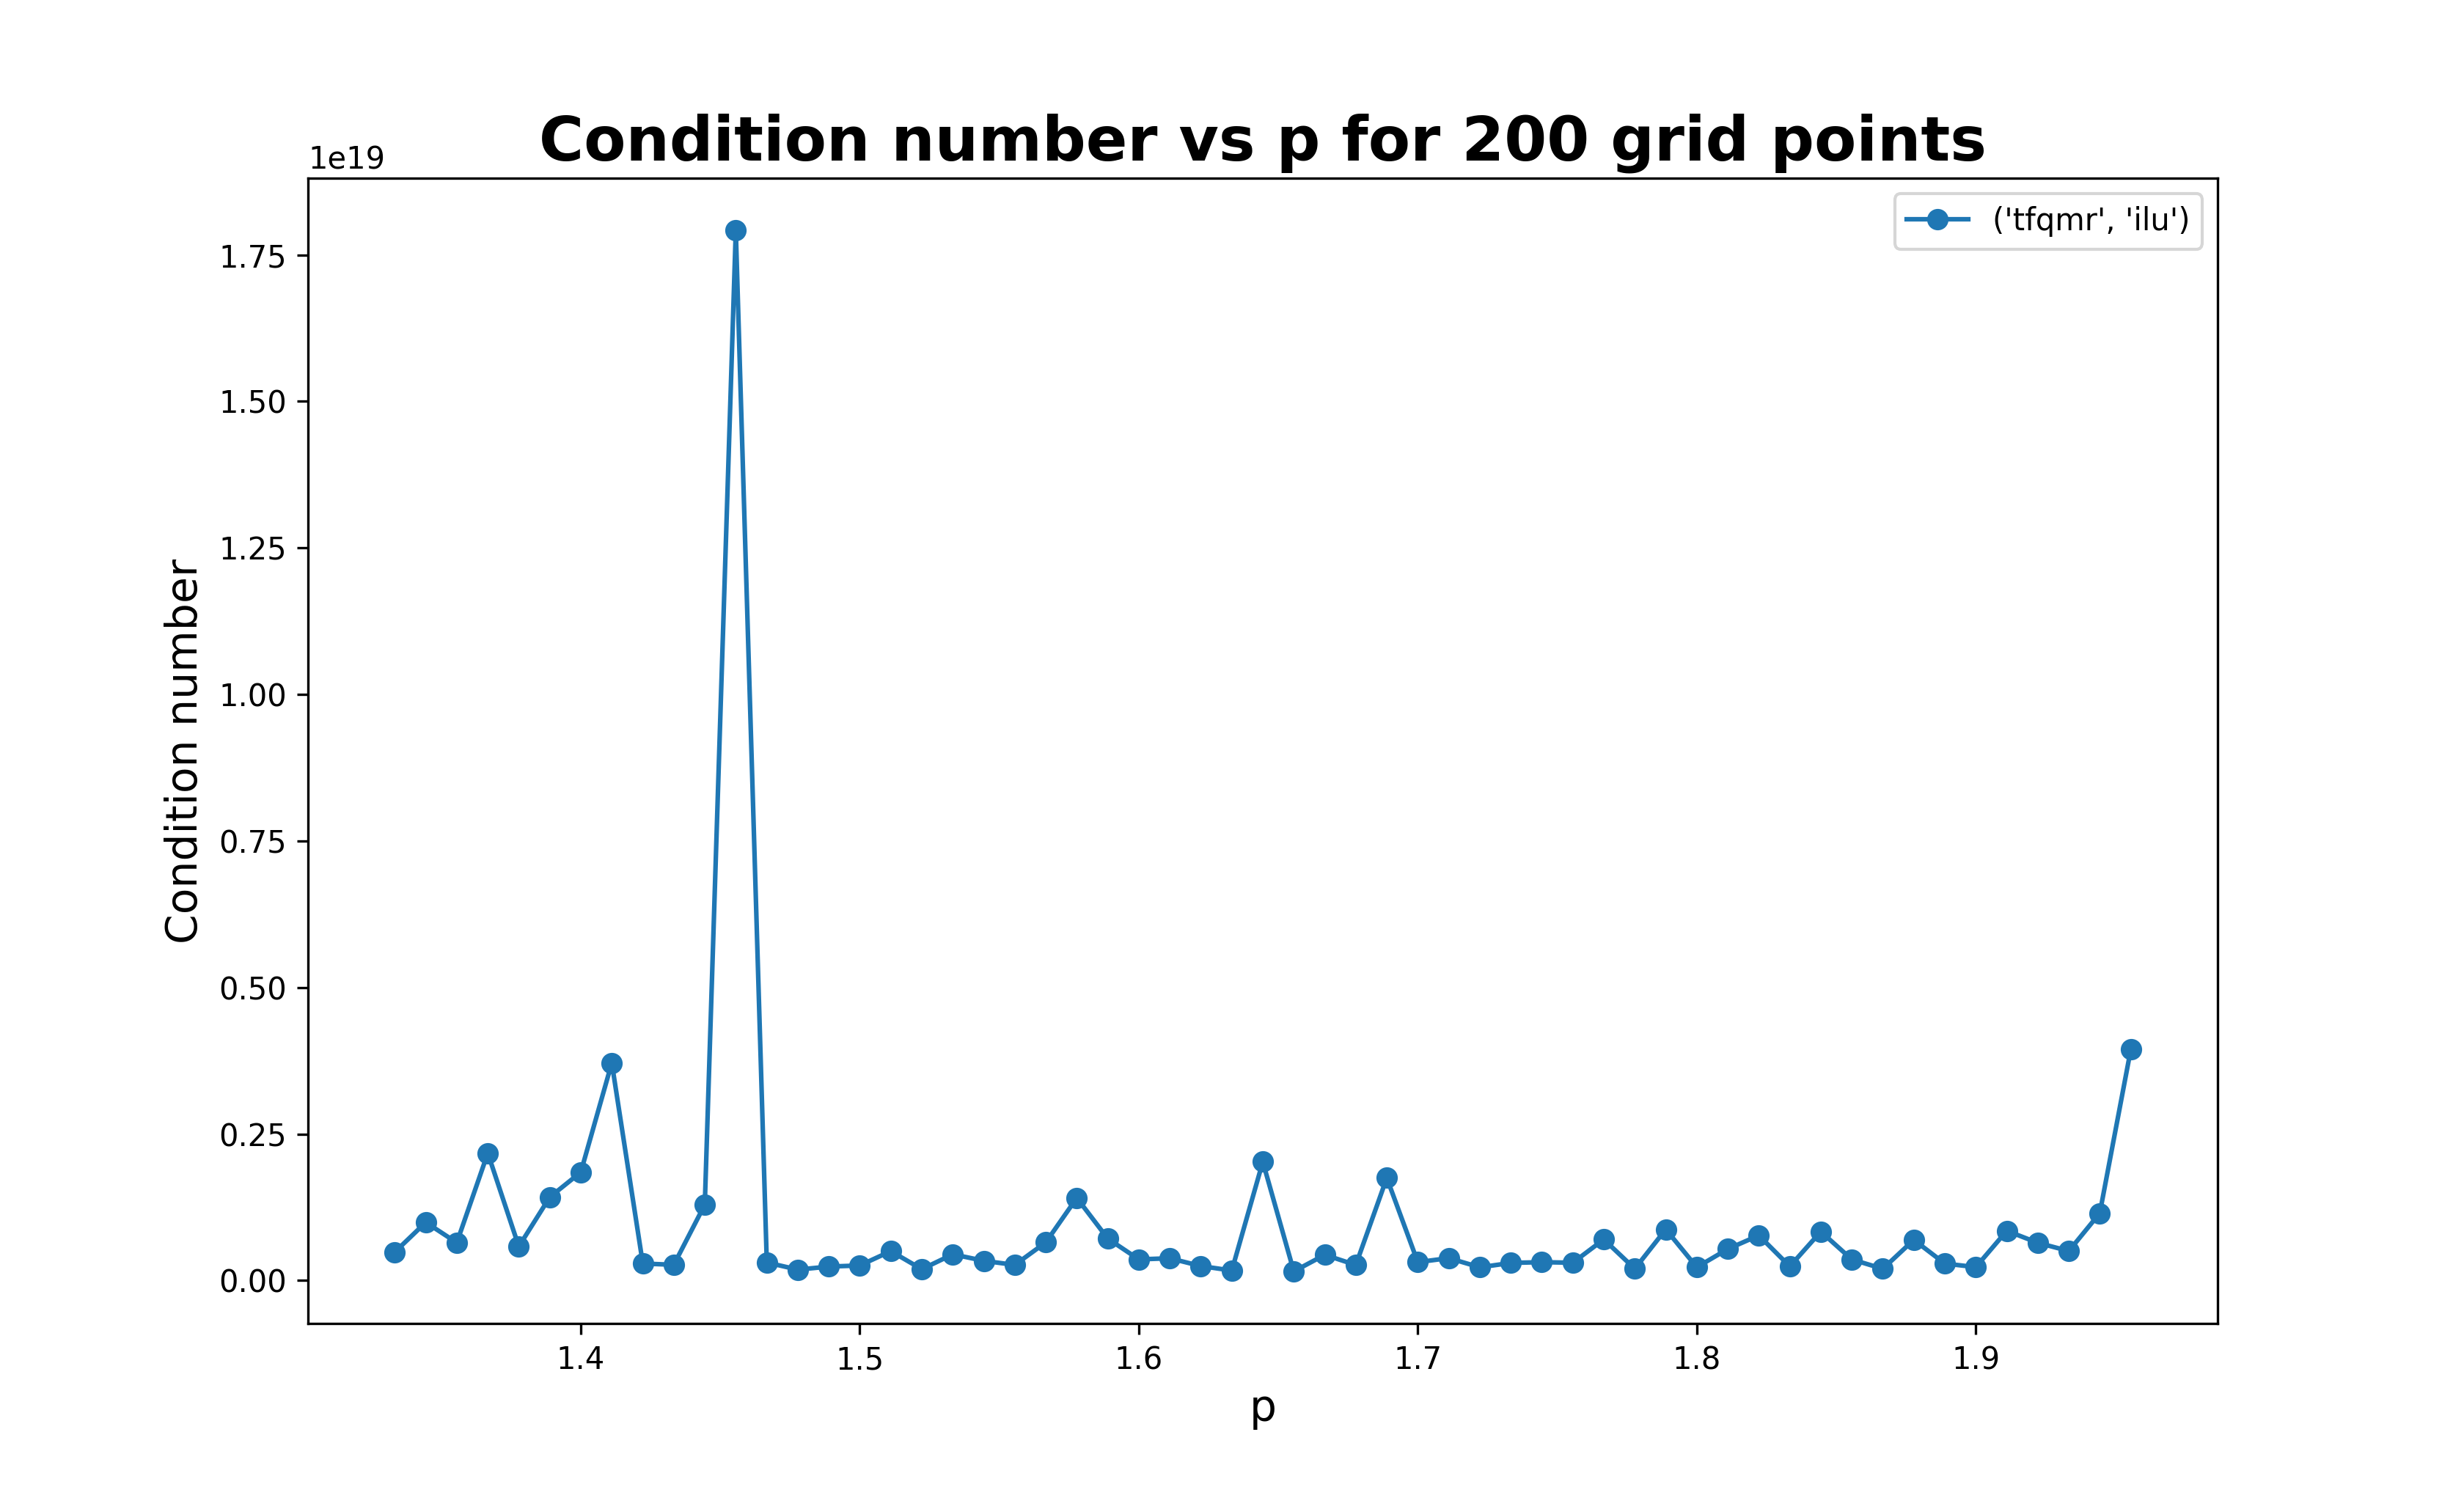 Condition number vs p for 200 grid points
1e19
('tfqmr', 'ilu')
1.75
1.50
1.25
1.00
0.75
0.50
0.25
0.00
Condition number
1.4 1.5 1.6 1.7 1.8 1.9
p